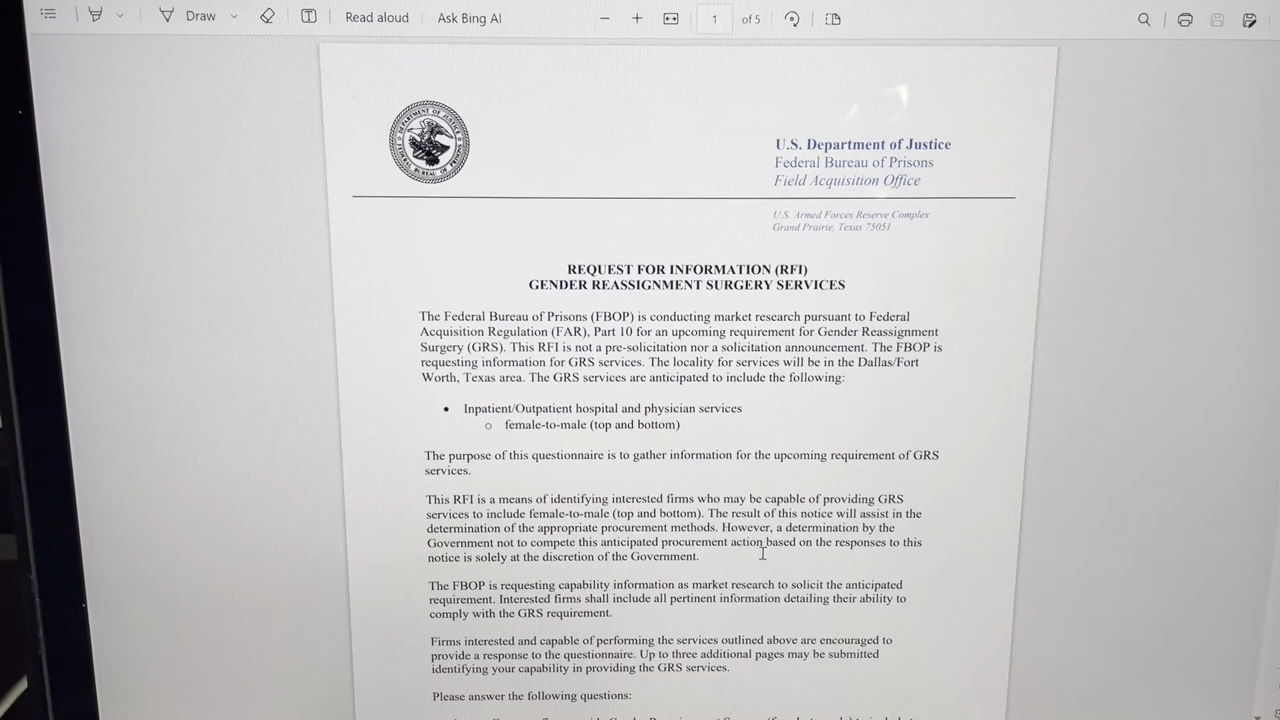 Draw
Read aloud
Ask Bing AI
1
of 5
DEPARTMENT OF JUSTICE
FEDERAL BUREAU OF PRISONS
U.S. Department of Justice
Federal Bureau of Prisons
Field Acquisition Office
U.S. Armed Forces Reserve Complex
Grand Prairie, Texas 75051
REQUEST FOR INFORMATION (RFI)
GENDER REASSIGNMENT SURGERY SERVICES
The Federal Bureau of Prisons (FBOP) is conducting market research pursuant to Federal
Acquisition Regulation (FAR), Part 10 for an upcoming requirement for Gender Reassignment
Surgery (GRS). This RFI is not a pre-solicitation nor a solicitation announcement. The FBOP is
requesting information for GRS services. The locality for services will be in the Dallas/Fort
Worth, Texas area. The GRS services are anticipated to include the following:
• Inpatient/Outpatient hospital and physician services
o female-to-male (top and bottom)
The purpose of this questionnaire is to gather information for the upcoming requirement of GRS
services.
This RFI is a means of identifying interested firms who may be capable of providing GRS
services to include female-to-male (top and bottom). The result of this notice will assist in the
determination of the appropriate procurement methods. However, a determination by the
Government not to compete this anticipated procurement action based on the responses to this
notice is solely at the discretion of the Government.
The FBOP is requesting capability information as market research to solicit the anticipated
requirement. Interested firms shall include all pertinent information detailing their ability to
comply with the GRS requirement.
Firms interested and capable of performing the services outlined above are encouraged to
provide a response to the questionnaire. Up to three additional pages may be submitted
identifying your capability in providing the GRS services.
Please answer the following questions: